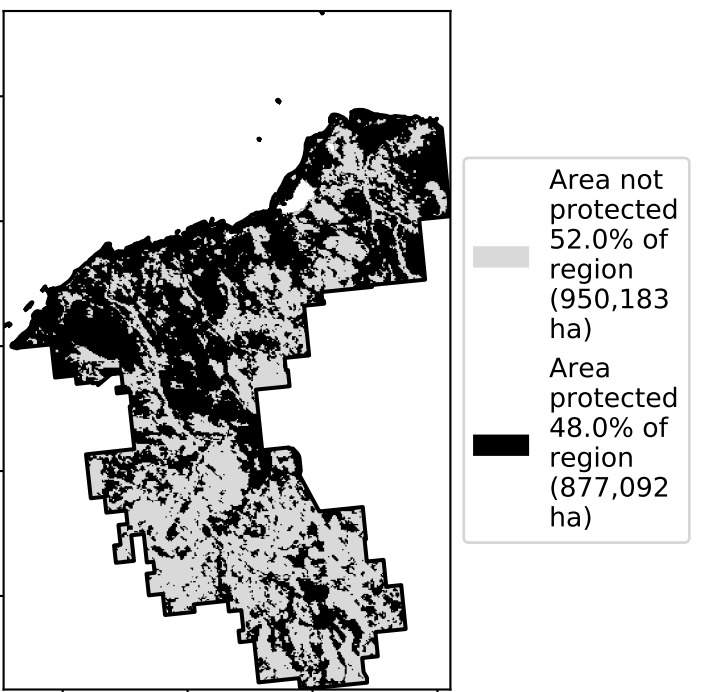 Area not
protected
52.0% of
region
(950,183
ha)
Area
protected
48.0% of
region
(877,092
ha)